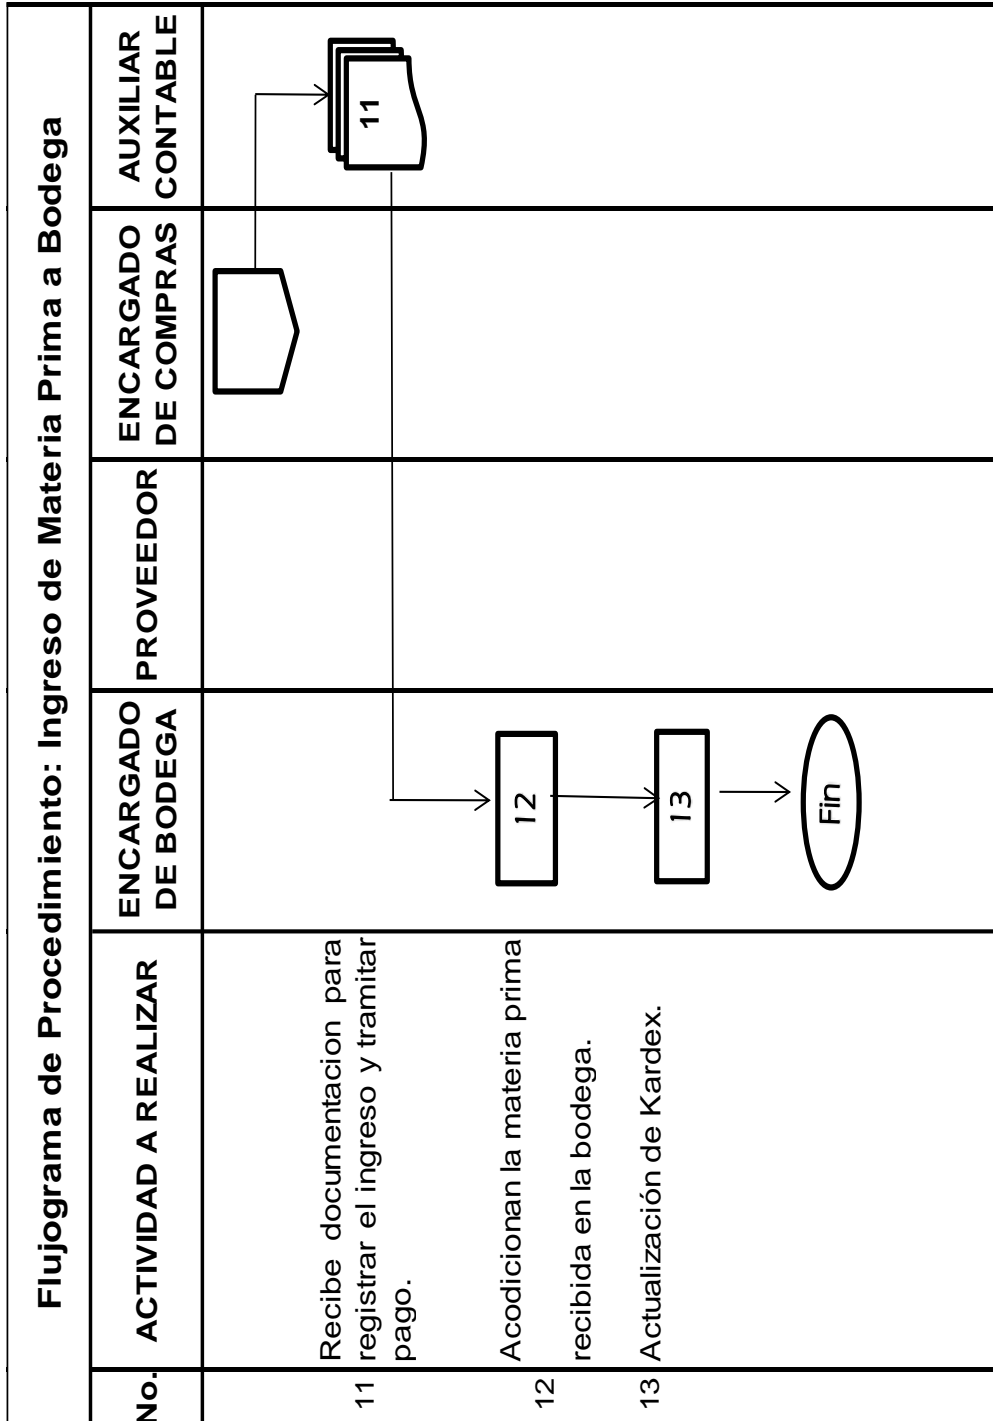 Flujograma de Procedimiento: Ingreso de Materia Prima a Bodega
No.
ACTIVIDAD A REALIZAR
ENCARGADO
DE BODEGA
PROVEEDOR
ENCARGADO
DE COMPRAS
AUXILIAR
CONTABLE
11
Recibe documentacion para
registrar el ingreso y tramitar
pago.
11
12
Acodicionan la materia prima
recibida en la bodega.
12
13
Actualización de Kardex.
13
Fin